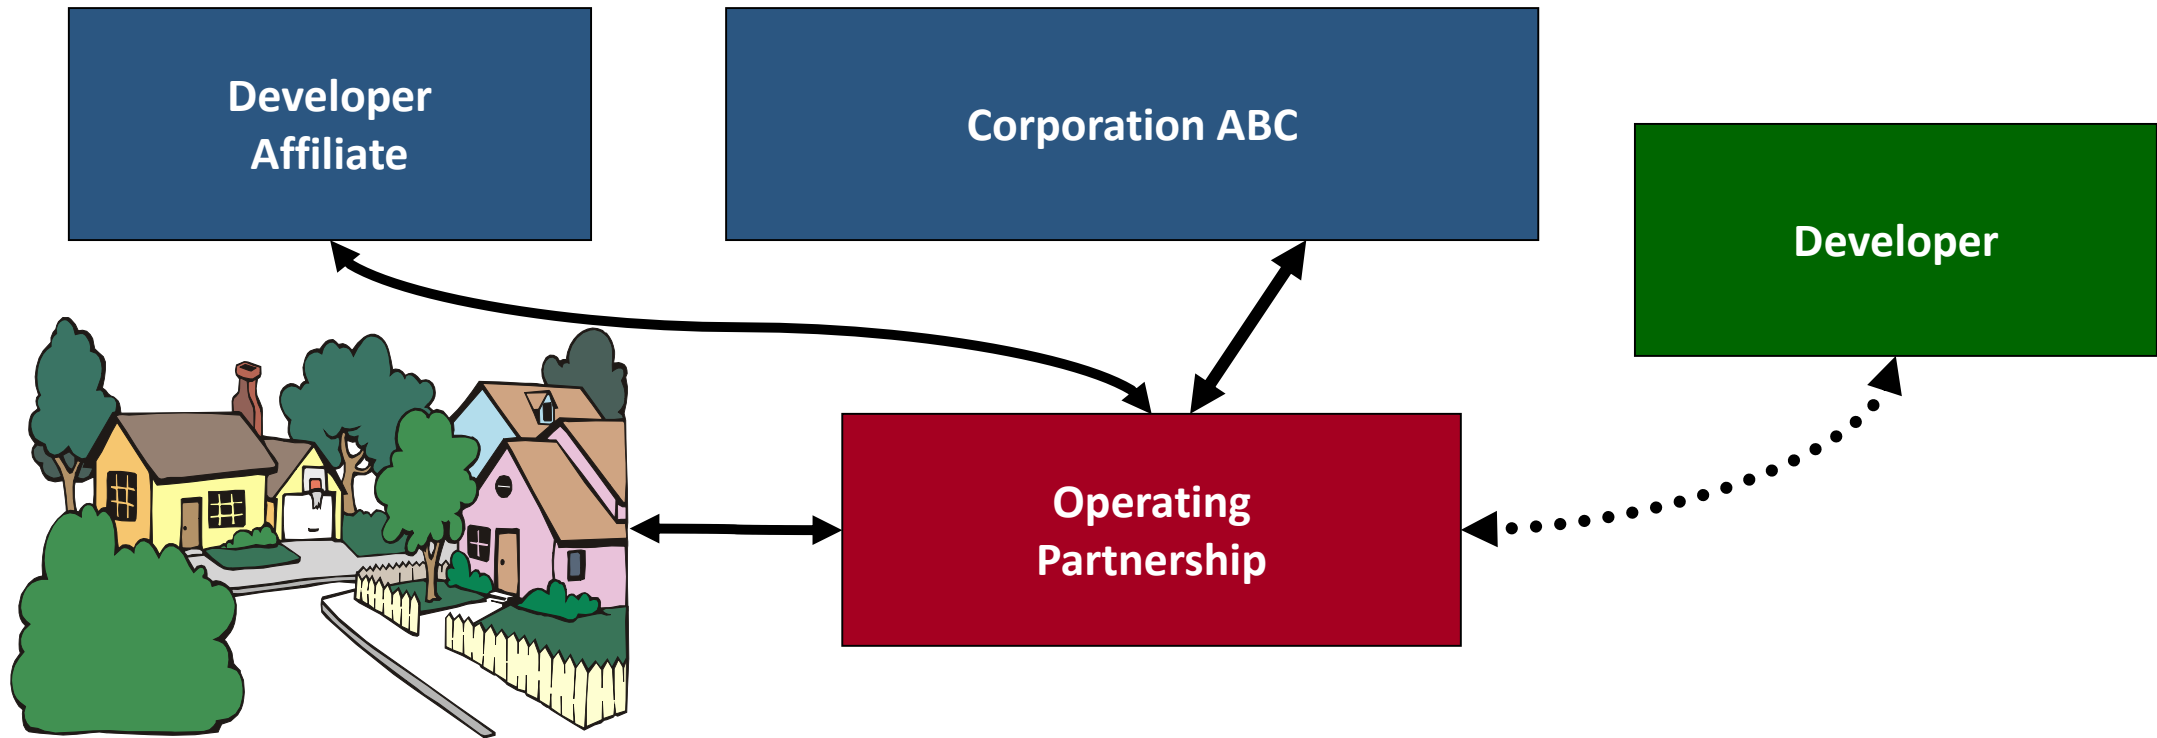 Developer
Affiliate
Corporation ABC
Developer
Operating
Partnership